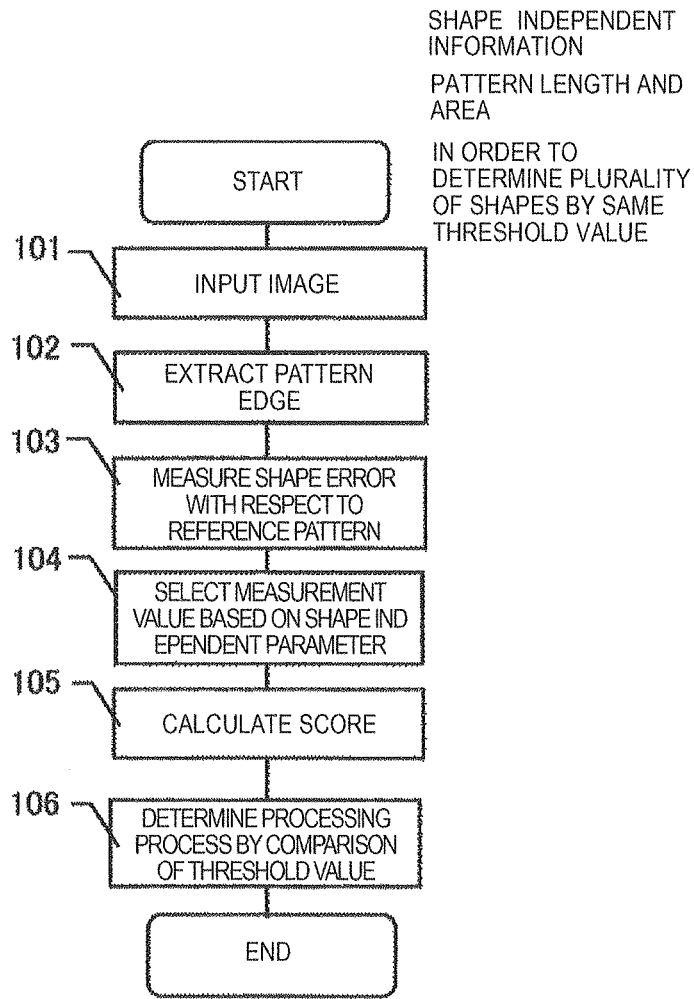 SHAPE INDEPENDENT
INFORMATION
PATTERN LENGTH AND
AREA
IN ORDER TO
DETERMINE PLURALITY
OF SHAPES BY SAME
THRESHOLD VALUE
START
101
INPUT IMAGE
102
EXTRACT PATTERN
EDGE
103
MEASURE SHAPE ERROR
WITH RESPECT TO
REFERENCE PATTERN
104
SELECT MEASUREMENT
VALUE BASED ON SHAPE IND
EPENDENT PARAMETER
105
CALCULATE SCORE
106
DETERMINE PROCESSING
PROCESS BY COMPARISON
OF THRESHOLD VALUE
END